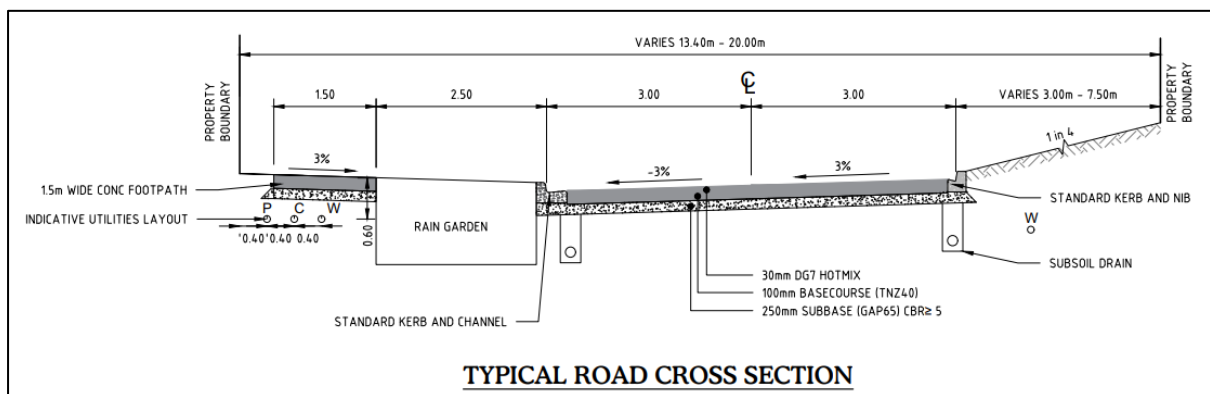 VARIES 13.40m - 20.00m
PROPERTY BOUNDARY
1.50
2.50
3.00
℄
3.00
VARIES 3.00m - 7.50m
PROPERTY BOUNDARY
1 in 4
3%
-3%
3%
1.5m WIDE CONC FOOTPATH
STANDARD KERB AND NIB
INDICATIVE UTILITIES LAYOUT
P C W
0.40 0.40 0.40
0.60
RAIN GARDEN
W
SUBSOIL DRAIN
30mm DG7 HOTMIX
100mm BASECOURSE (TNZ40)
250mm SUBBASE (GAP65) CBR≥ 5
STANDARD KERB AND CHANNEL
TYPICAL ROAD CROSS SECTION